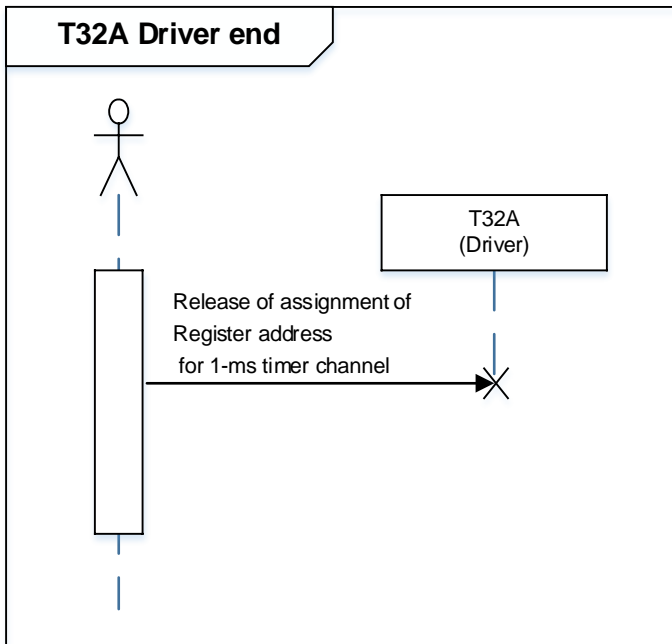 T32A Driver end
T32A
(Driver)
Release of assignment of
Register address
for 1-ms timer channel